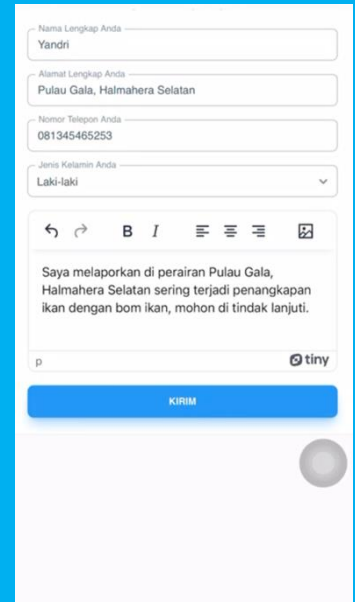 Nama Lengkap Anda
Yandri
Alamat Lengkap Anda
Pulau Gala, Halmahera Selatan
Nomor Telepon Anda
081345465253
Jenis Kelamin Anda
Laki-laki
B I
Saya melaporkan di perairan Pulau Gala,
Halmahera Selatan sering terjadi penangkapan
ikan dengan bom ikan, mohon di tindak lanjuti.
p tiny
KIRIM